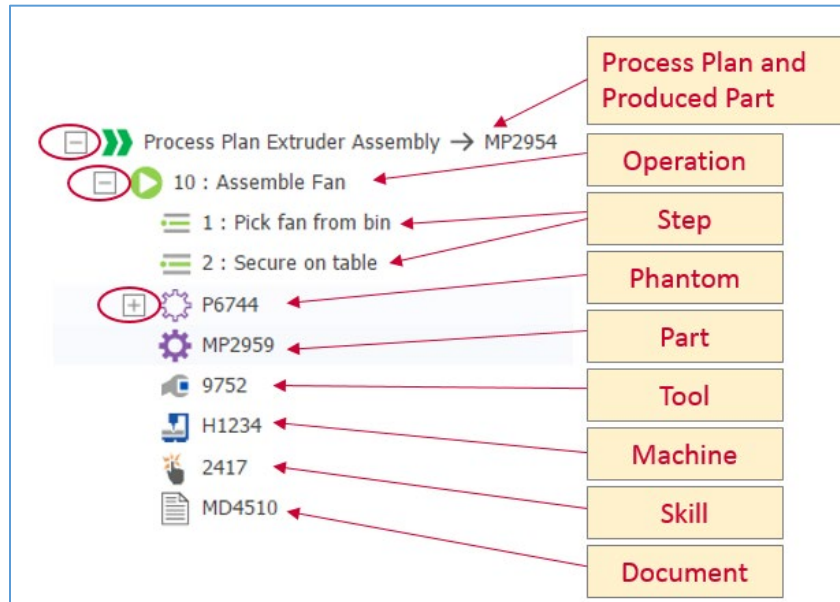 Process Plan and
Produced Part
Process Plan Extruder Assembly → MP2954
Operation
10 : Assemble Fan
Step
1 : Pick fan from bin
2 : Secure on table
Phantom
P6744
Part
MP2959
Tool
9752
Machine
H1234
Skill
2417
Document
MD4510